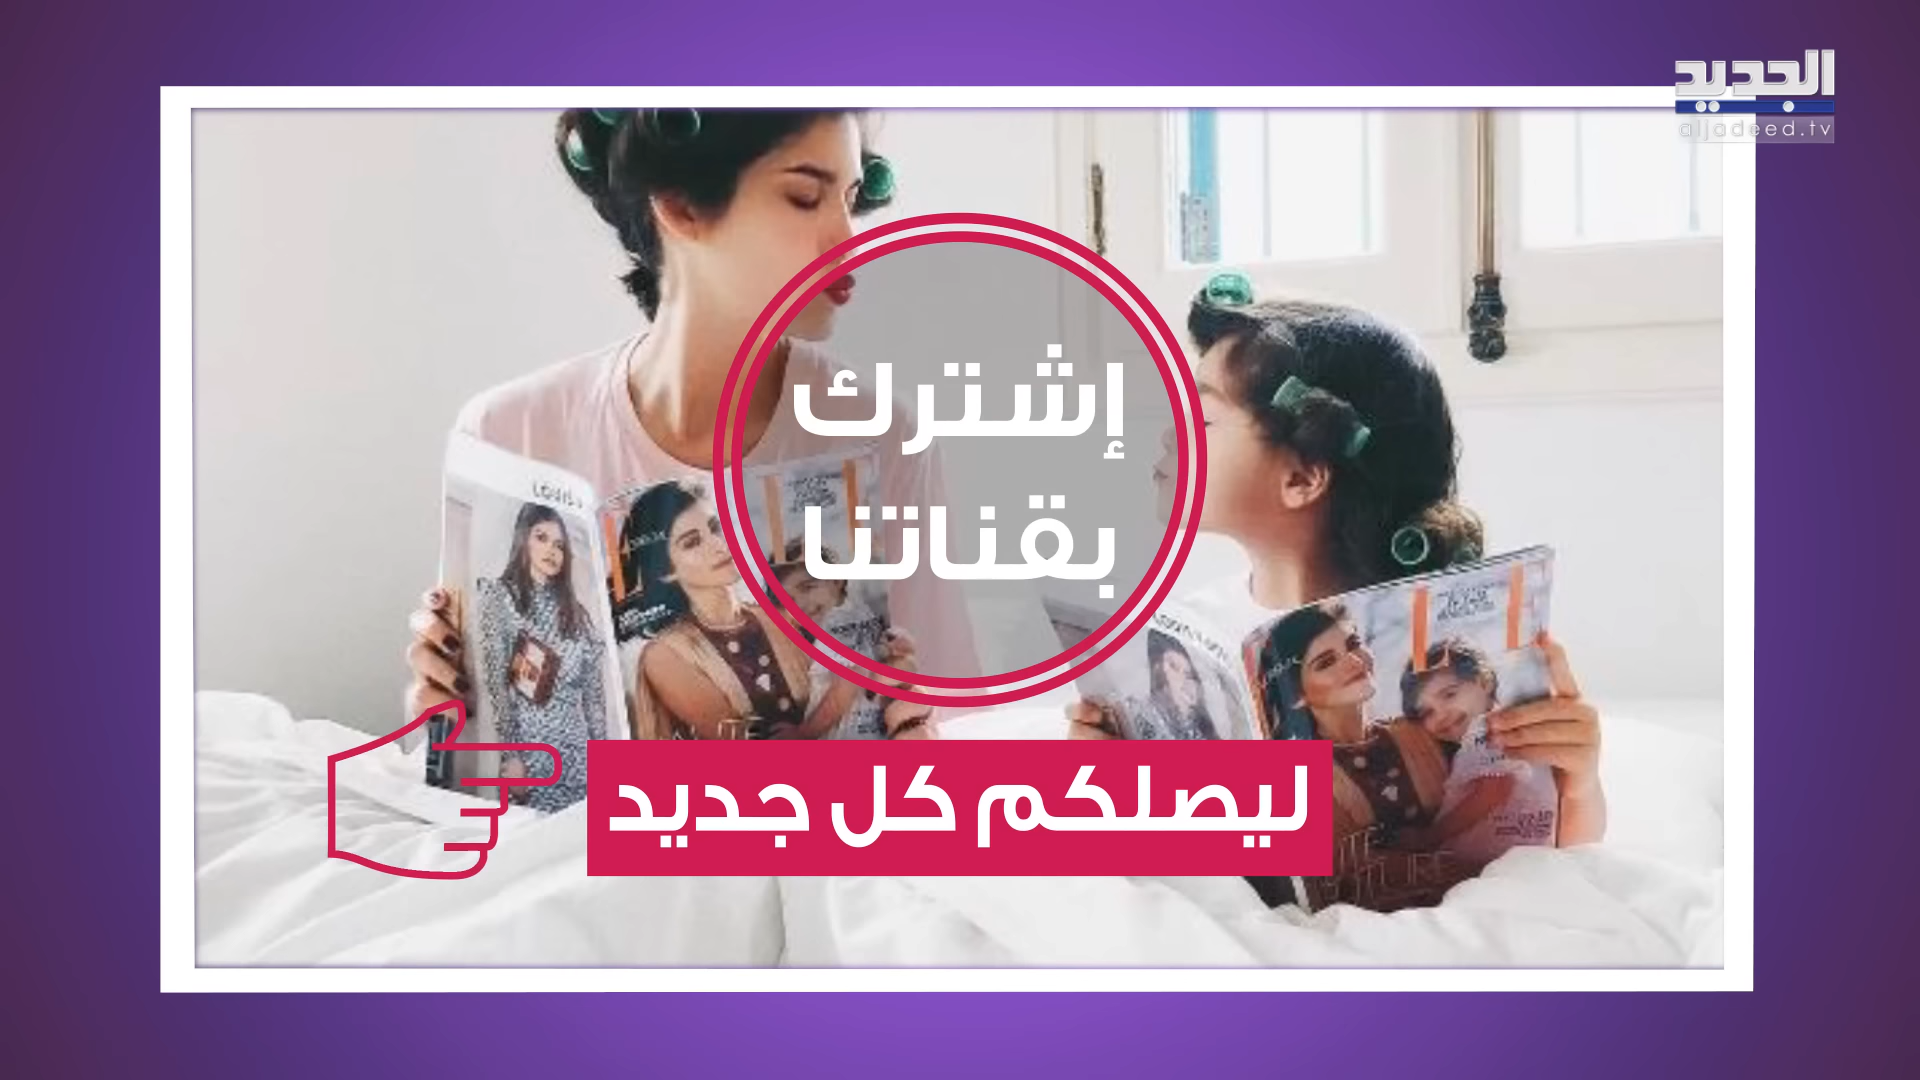 الجديد
aljadeed.tv
إشترك
بقناتنا
ليصلكم كل جديد